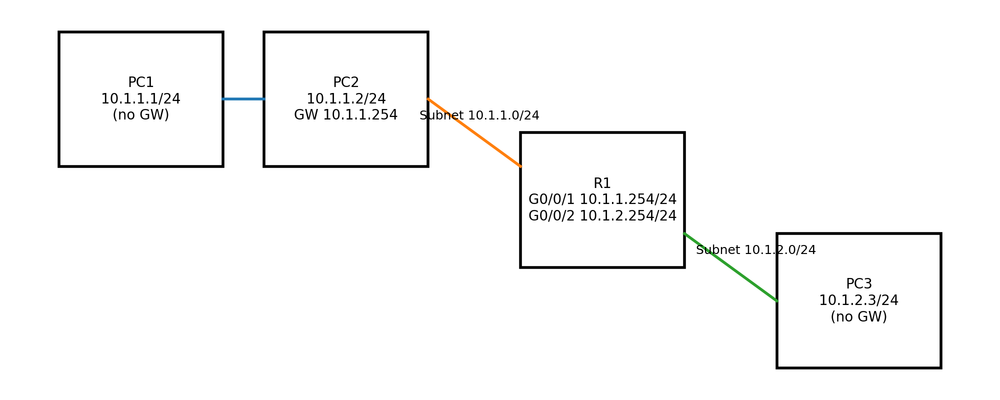 PC1
10.1.1.1/24
(no GW)
PC2
10.1.1.2/24
GW 10.1.1.254
Subnet 10.1.1.0/24
R1
G0/0/1 10.1.1.254/24
G0/0/2 10.1.2.254/24
Subnet 10.1.2.0/24
PC3
10.1.2.3/24
(no GW)